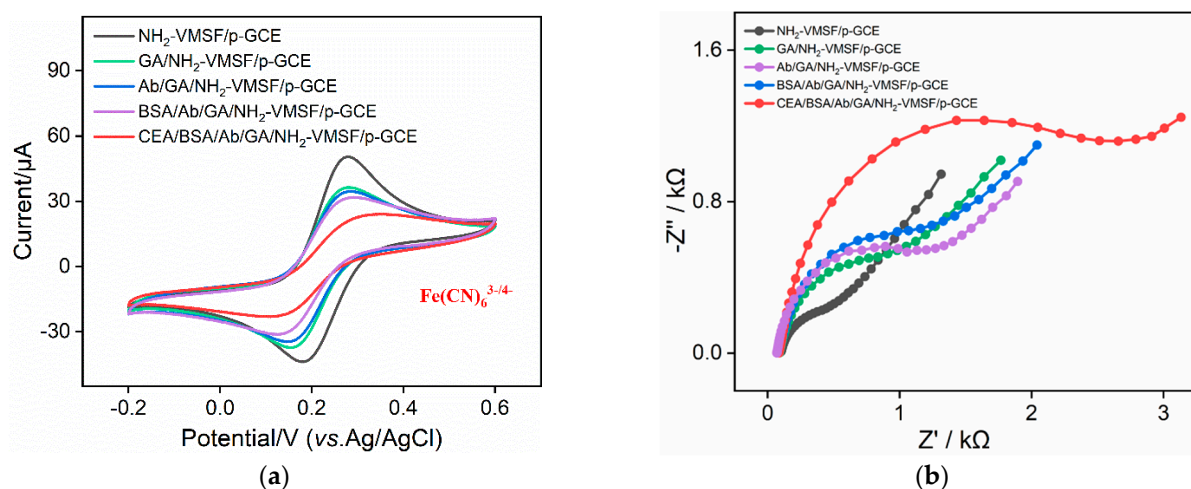 NH₂-VMSF/p-GCE
GA/NH₂-VMSF/p-GCE
Ab/GA/NH₂-VMSF/p-GCE
BSA/Ab/GA/NH₂-VMSF/p-GCE
CEA/BSA/Ab/GA/NH₂-VMSF/p-GCE
90
60
30
0
-30
Current/μA
Fe(CN)₆³⁻/⁴⁻
-0.2
0.0
0.2
0.4
0.6
Potential/V (vs.Ag/AgCl)
(a)
NH₂-VMSF/p-GCE
GA/NH₂-VMSF/p-GCE
Ab/GA/NH₂-VMSF/p-GCE
BSA/Ab/GA/NH₂-VMSF/p-GCE
CEA/BSA/Ab/GA/NH₂-VMSF/p-GCE
1.6
0.8
0.0
-Z" / kΩ
0
1
2
3
Z' / kΩ
(b)